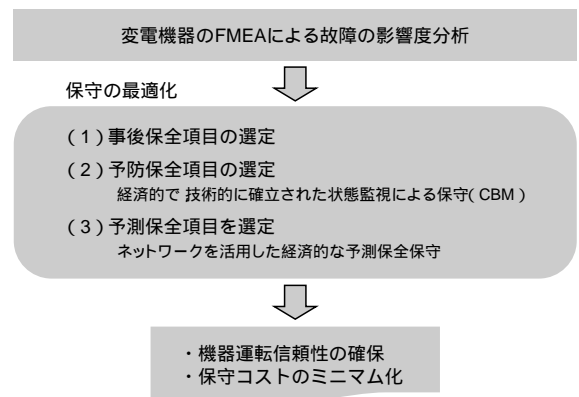 変電機器のFMEAによる故障の影響度分析
保守の最適化
(1)事後保全項目の選定
(2)予防保全項目の選定
経済的で 技術的に確立された状態監視による保守(CBM)
(3)予測保全項目を選定
ネットワークを活用した経済的な予測保全保守
・機器運転信頼性の確保
・保守コストのミニマム化